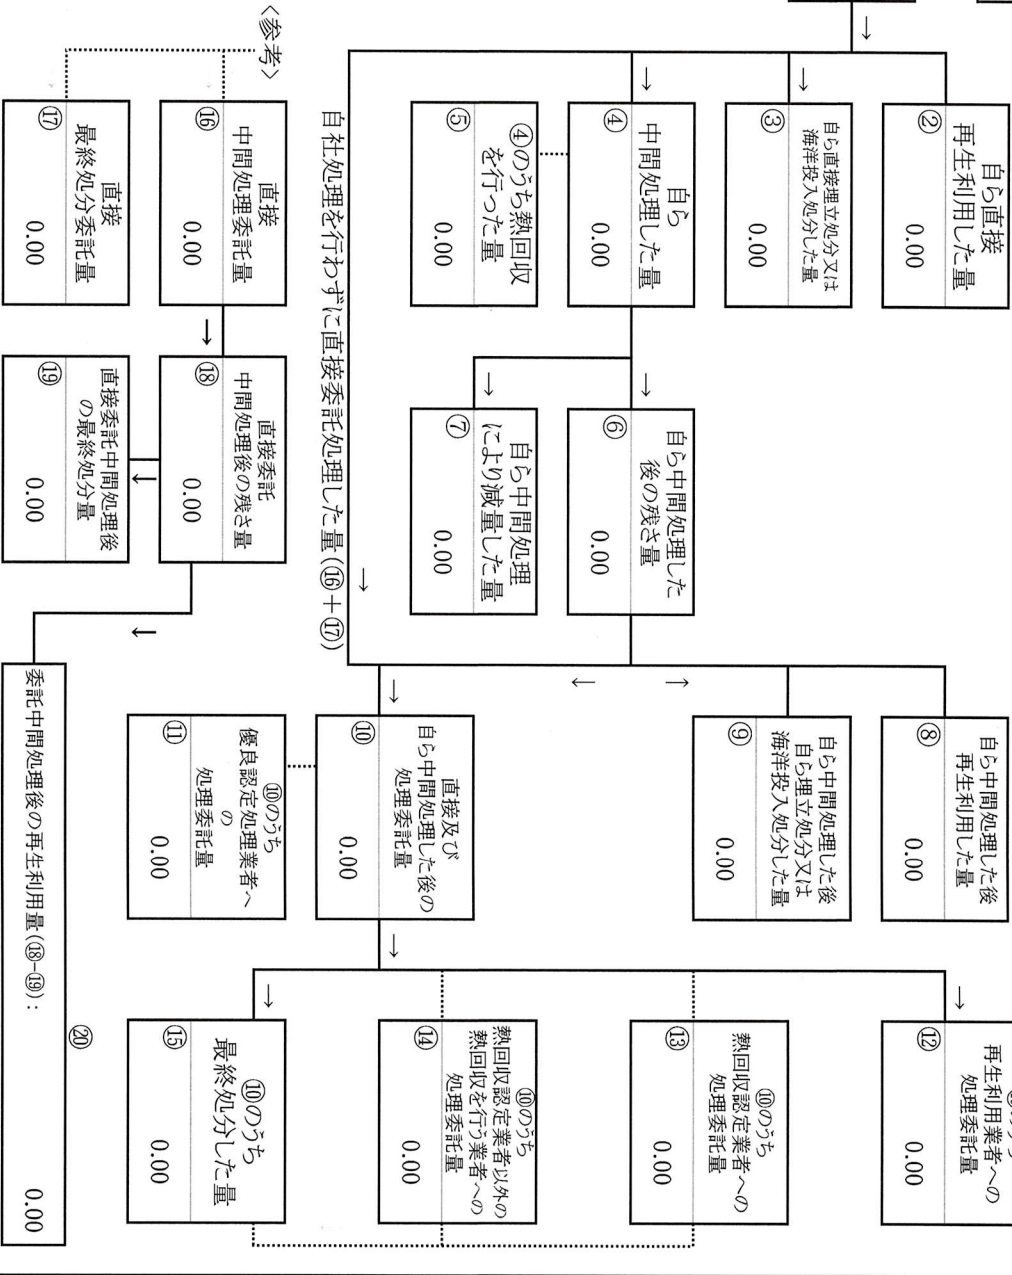 自ら直接
再生利用した量
②
0.00
自ら直接埋立処分又は
海洋投入処分した量
③
0.00
自ら
中間処理した量
④
0.00
④のうち熱回収
を行った量
⑤
0.00
自ら中間処理した
後の残さ量
⑥
0.00
自ら中間処理
により減量した量
⑦
0.00
自ら中間処理した後
再生利用した量
⑧
0.00
自ら中間処理した後
自ら埋立処分又は
海洋投入処分した量
⑨
0.00
直接及び
自ら中間処理した後の
処理委託量
⑩
0.00
⑩のうち
優良認定処理業者へ
の
処理委託量
⑪
0.00
再生利用業者への
処理委託量
⑫
0.00
⑩のうち
熱回収認定業者への
処理委託量
⑬
0.00
⑩のうち
熱回収認定業者以外の
熱回収を行う業者への
処理委託量
⑭
0.00
⑩のうち
最終処分した量
⑮
0.00
自社処理を行わずに直接委託処理した量(⑯+⑰)
<参考>
直接
中間処理委託量
⑯
0.00
直接
最終処分委託量
⑰
0.00
直接委託
中間処理後の残さ量
⑱
0.00
直接委託中間処理後
の最終処分量
⑲
0.00
⑳
委託中間処理後の再生利用量(⑱-⑲):
0.00